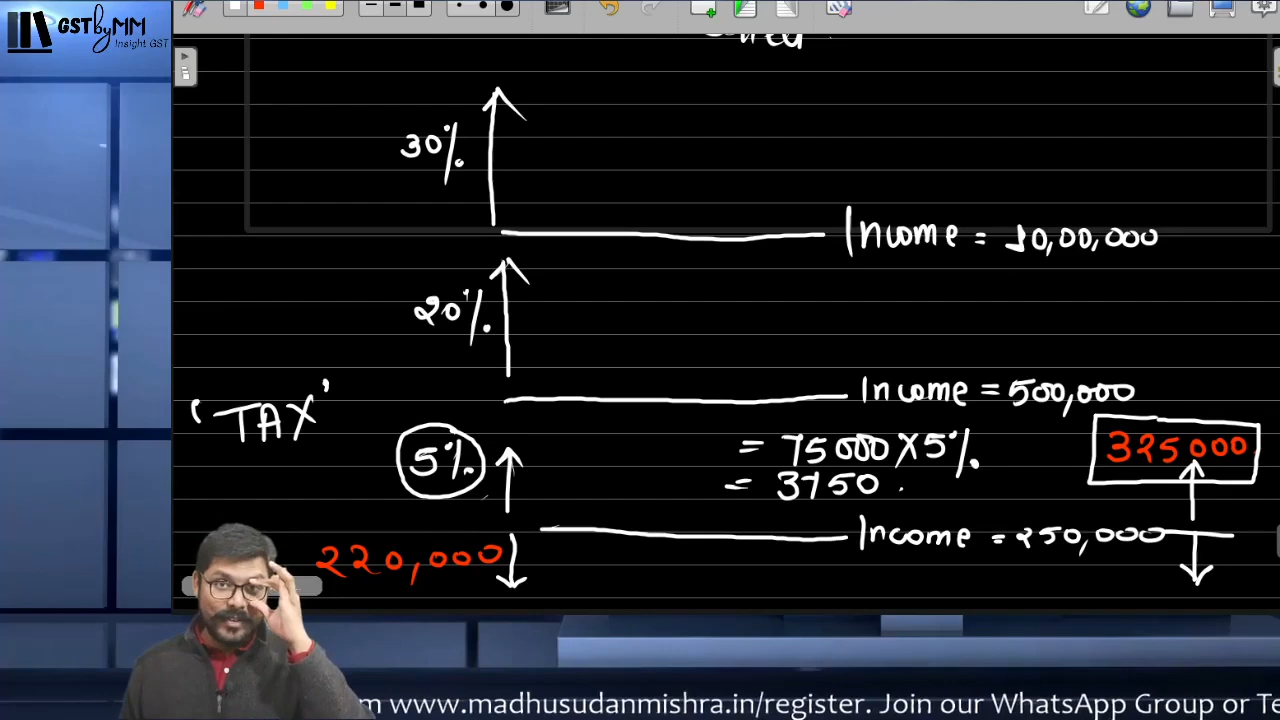 GSTbyMM
Insight GST
30%.
Income = 10,00,000
20%.
Income = 500,000
'TAX'
5%.
= 75000 X 5%.
325000
= 3750.
Income = 250,000
220,000
www.madhusudanmishra.in/register. Join our WhatsApp Group or